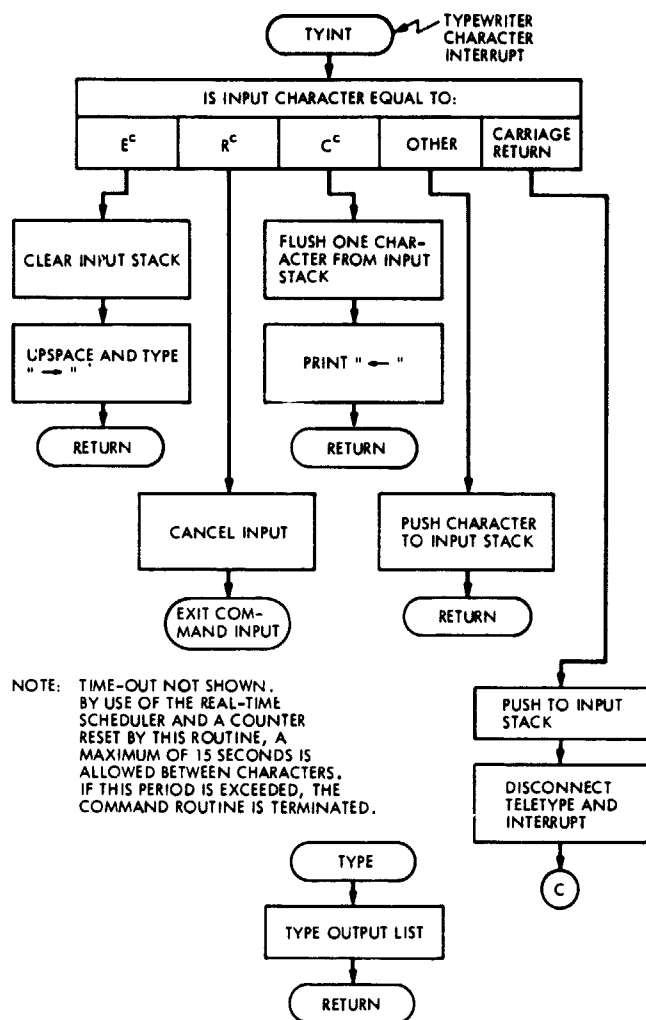 TYINT
TYPEWRITER
CHARACTER
INTERRUPT
IS INPUT CHARACTER EQUAL TO:
E^c R^c C^c OTHER CARRIAGE
RETURN
CLEAR INPUT STACK
FLUSH ONE CHAR-
ACTER FROM INPUT
STACK
UPSPACE AND TYPE
" → "
PRINT " ← "
RETURN
RETURN
CANCEL INPUT
PUSH CHARACTER
TO INPUT STACK
EXIT COM-
MAND INPUT
RETURN
NOTE: TIME-OUT NOT SHOWN.
BY USE OF THE REAL-TIME
SCHEDULER AND A COUNTER
RESET BY THIS ROUTINE, A
MAXIMUM OF 15 SECONDS IS
ALLOWED BETWEEN CHARACTERS.
IF THIS PERIOD IS EXCEEDED, THE
COMMAND ROUTINE IS TERMINATED.
PUSH TO INPUT
STACK
DISCONNECT
TELETYPE AND
INTERRUPT
C
TYPE
TYPE OUTPUT LIST
RETURN